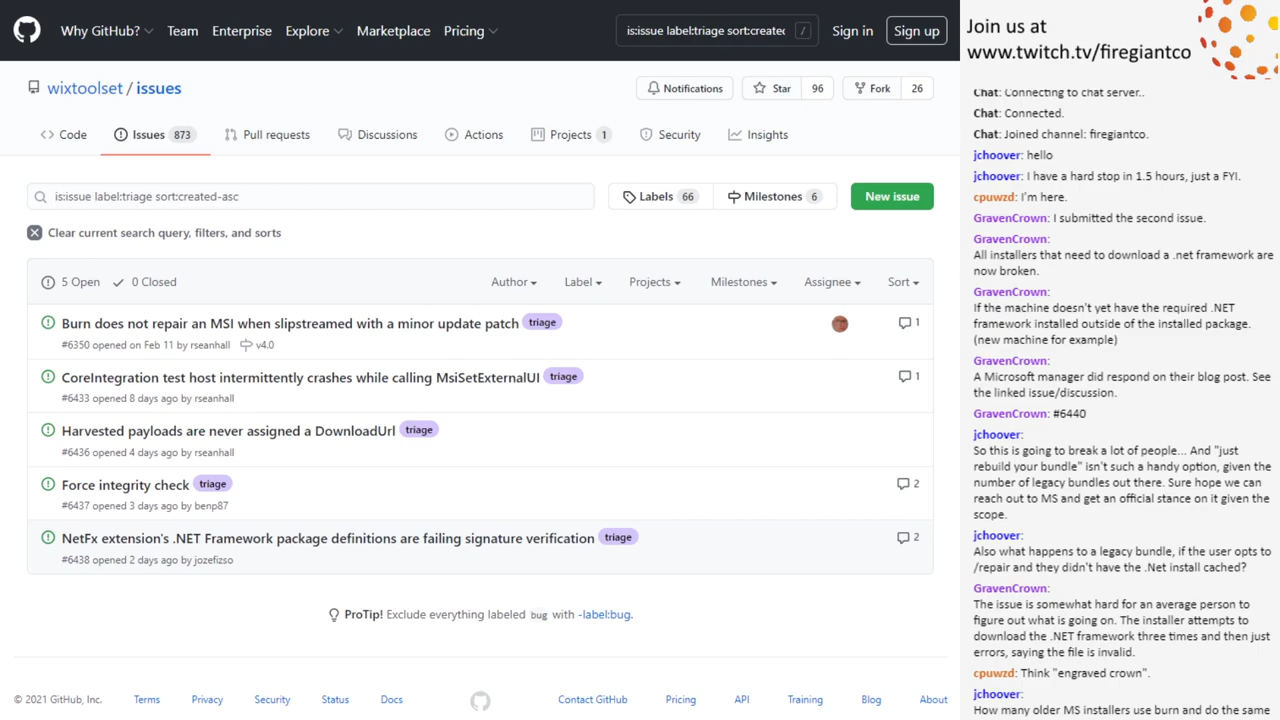 Why GitHub? Team Enterprise Explore Marketplace Pricing is:issue label:triage sort:created / Sign in Sign up
wixtoolset / issues Notifications Star 96 Fork 26
Code Issues 873 Pull requests Discussions Actions Projects 1 Security Insights
is:issue label:triage sort:created-asc Labels 66 Milestones 6 New issue
Clear current search query, filters, and sorts
5 Open 0 Closed Author Label Projects Milestones Assignee Sort
Burn does not repair an MSI when slipstreamed with a minor update patch triage 1
#6350 opened on Feb 11 by rseanhall v4.0
CoreIntegration test host intermittently crashes while calling MsiSetExternalUI triage 1
#6433 opened 8 days ago by rseanhall
Harvested payloads are never assigned a DownloadUrl triage
#6436 opened 4 days ago by rseanhall
Force integrity check triage 2
#6437 opened 3 days ago by benp87
NetFx extension's .NET Framework package definitions are failing signature verification triage 2
#6438 opened 2 days ago by jozefizso
ProTip! Exclude everything labeled bug with -label:bug.
© 2021 GitHub, Inc. Terms Privacy Security Status Docs Contact GitHub Pricing API Training Blog About
Join us at
www.twitch.tv/firegiantco
Chat: Connecting to chat server..
Chat: Connected.
Chat: Joined channel: firegiantco.
jchoover: hello
jchoover: I have a hard stop in 1.5 hours, just a FYI.
cpuwzd: I'm here.
GravenCrown: I submitted the second issue.
GravenCrown:
All installers that need to download a .net framework are
now broken.
GravenCrown:
If the machine doesn't yet have the required .NET
framework installed outside of the installed package.
(new machine for example)
GravenCrown:
A Microsoft manager did respond on their blog post. See
the linked issue/discussion.
GravenCrown: #6440
jchoover:
So this is going to break a lot of people... And "just
rebuild your bundle" isn't such a handy option, given the
number of legacy bundles out there. Sure hope we can
reach out to MS and get an official stance on it given the
scope.
jchoover:
Also what happens to a legacy bundle, if the user opts to
/repair and they didn't have the .Net install cached?
GravenCrown:
The issue is somewhat hard for an average person to
figure out what is going on. The installer attempts to
download the .NET framework three times and then just
errors, saying the file is invalid.
cpuwzd: Think "engraved crown".
jchoover:
How many older MS installers use burn and do the same